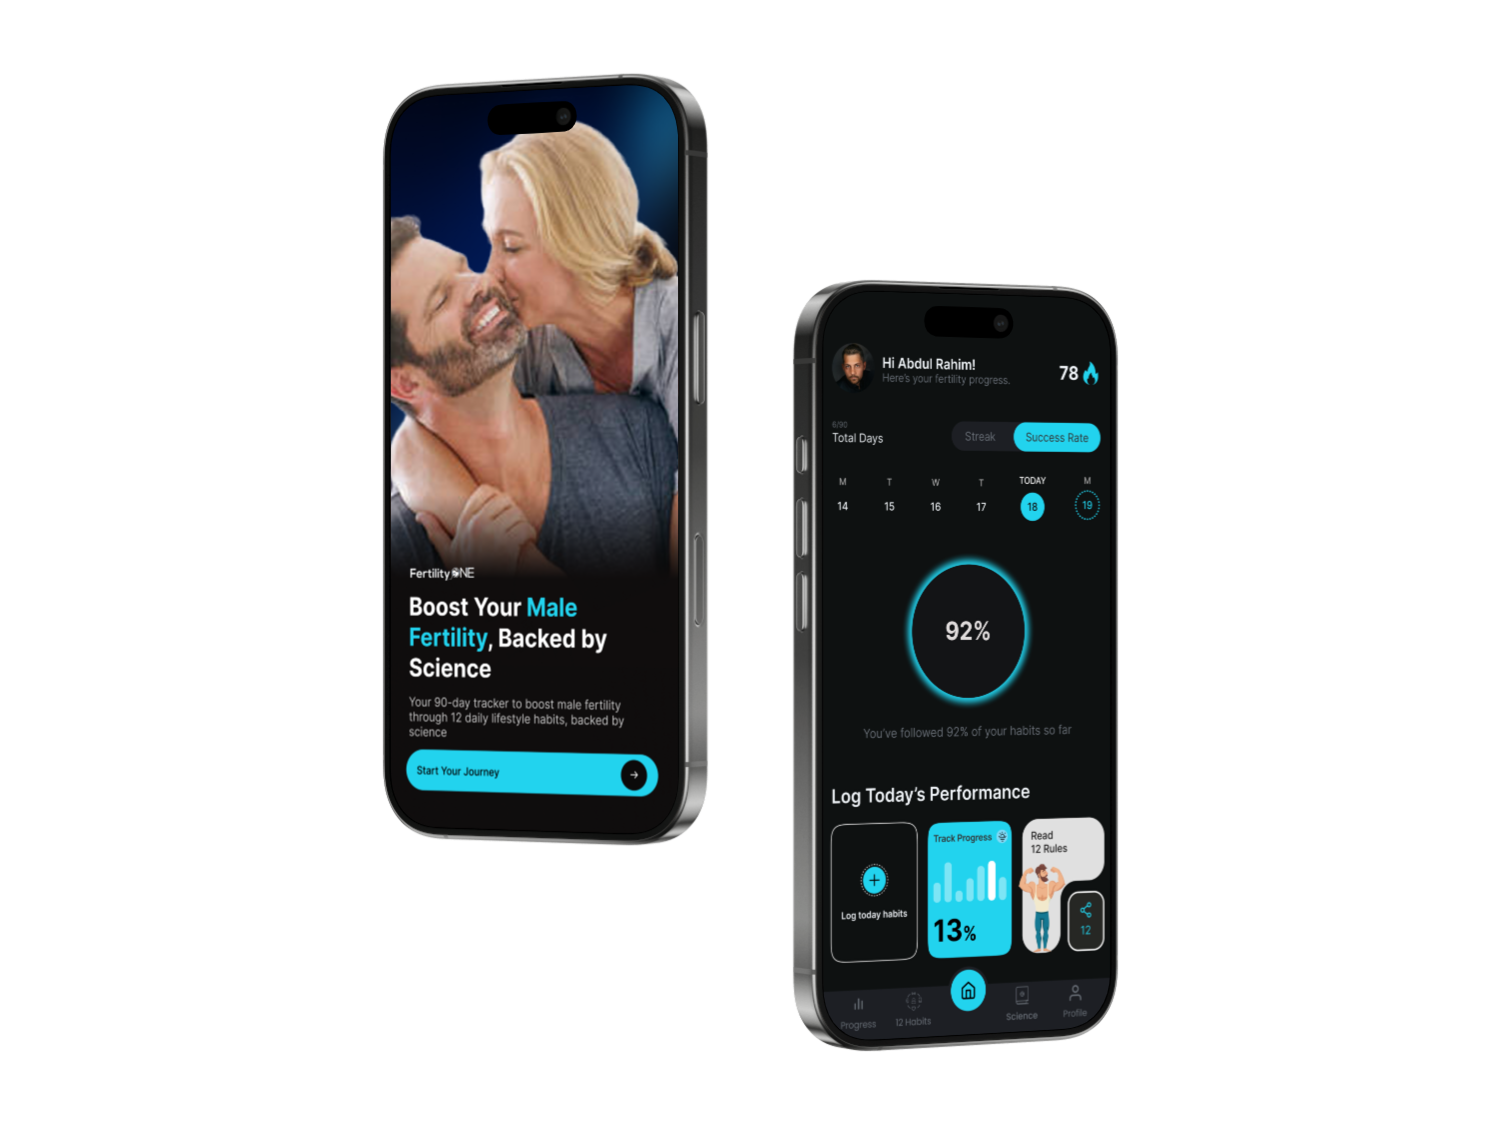 FertilityONE
Boost Your Male
Fertility, Backed by
Science
Your 90-day tracker to boost male fertility
through 12 daily lifestyle habits, backed by
science
Start Your Journey
Hi Abdul Rahim!
Here's your fertility progress.
78
6/90
Total Days
Streak
Success Rate
M T W T TODAY M
14 15 16 17 18 19
92%
You've followed 92% of your habits so far
Log Today's Performance
Log today habits
Track Progress
13%
Read
12 Rules
12
Progress
12 Habits
Science
Profile